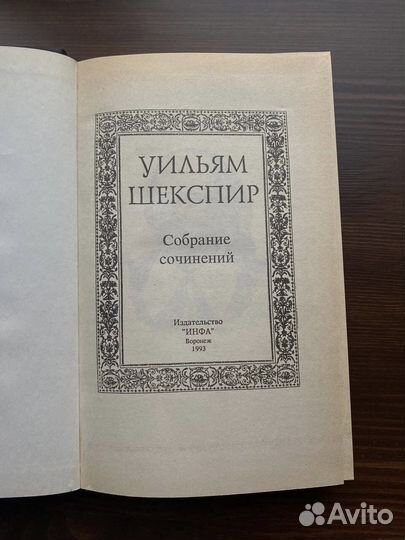 УИЛЬЯМ
ШЕКСПИР
Собрание
сочинений
Издательство
"ИНФА"
Воронеж
1993
Avito